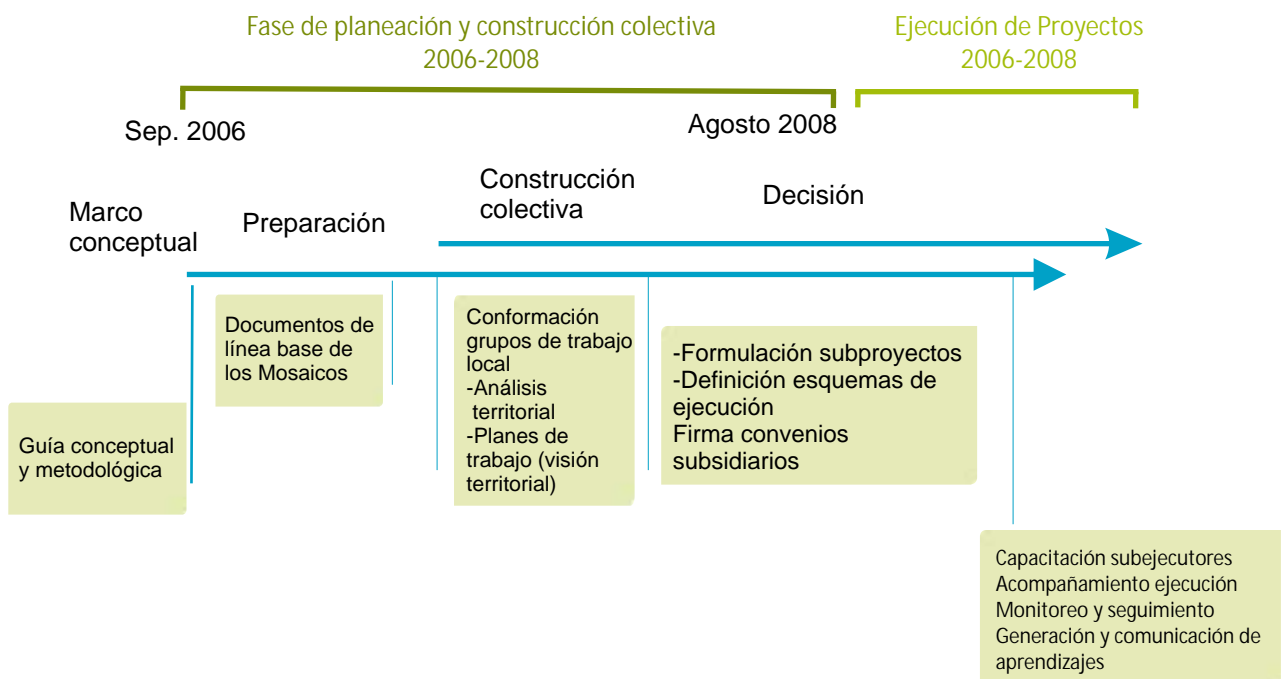 Fase de planeación y construcción colectiva
2006-2008
Ejecución de Proyectos
2006-2008
Sep. 2006
Agosto 2008
Marco
conceptual
Preparación
Construcción
colectiva
Decisión
Guía conceptual
y metodológica
Documentos de
línea base de
los Mosaicos
Conformación
grupos de trabajo
local
-Análisis
territorial
-Planes de
trabajo (visión
territorial)
-Formulación subproyectos
-Definición esquemas de
ejecución
Firma convenios
subsidiarios
Capacitación subejecutores
Acompañamiento ejecución
Monitoreo y seguimiento
Generación y comunicación de
aprendizajes